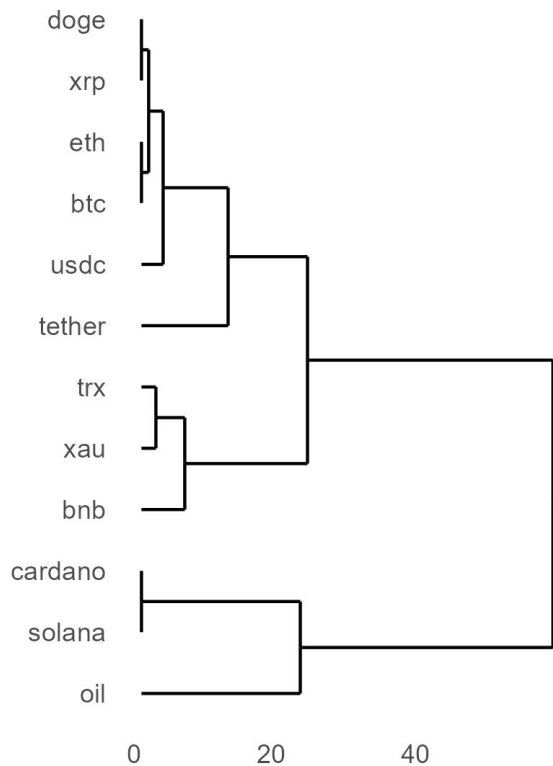 doge
xrp
eth
btc
usdc
tether
trx
xau
bnb
cardano
solana
oil
0 20 40